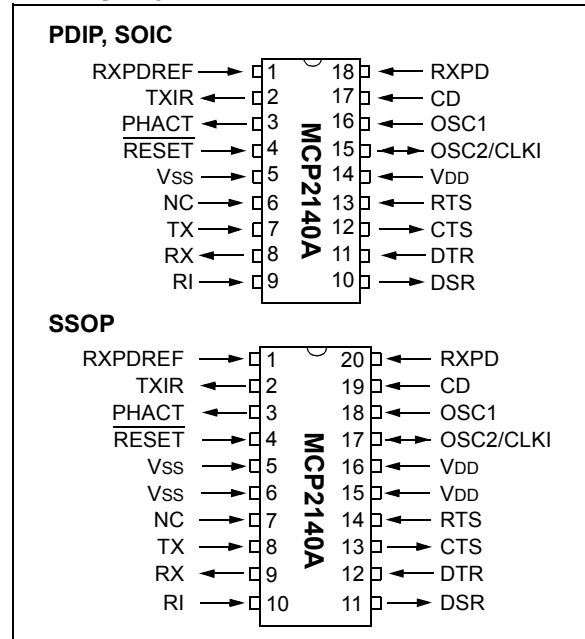 PDIP, SOIC
RXPDREF 1 18 RXPD
TXIR 2 17 CD
PHACT 3 16 OSC1
RESET 4 15 OSC2/CLKI
VSS 5 14 VDD
NC 6 13 RTS
TX 7 12 CTS
RX 8 11 DTR
RI 9 10 DSR
MCP2140A
SSOP
RXPDREF 1 20 RXPD
TXIR 2 19 CD
PHACT 3 18 OSC1
RESET 4 17 OSC2/CLKI
VSS 5 16 VDD
VSS 6 15 VDD
NC 7 14 RTS
TX 8 13 CTS
RX 9 12 DTR
RI 10 11 DSR
MCP2140A